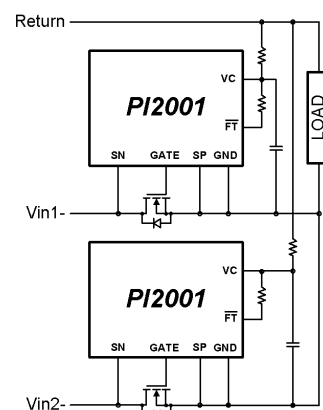 Return
VC
PI2001
LOAD
FT
SN GATE SP GND
Vin1-
VC
PI2001
FT
SN GATE SP GND
Vin2-